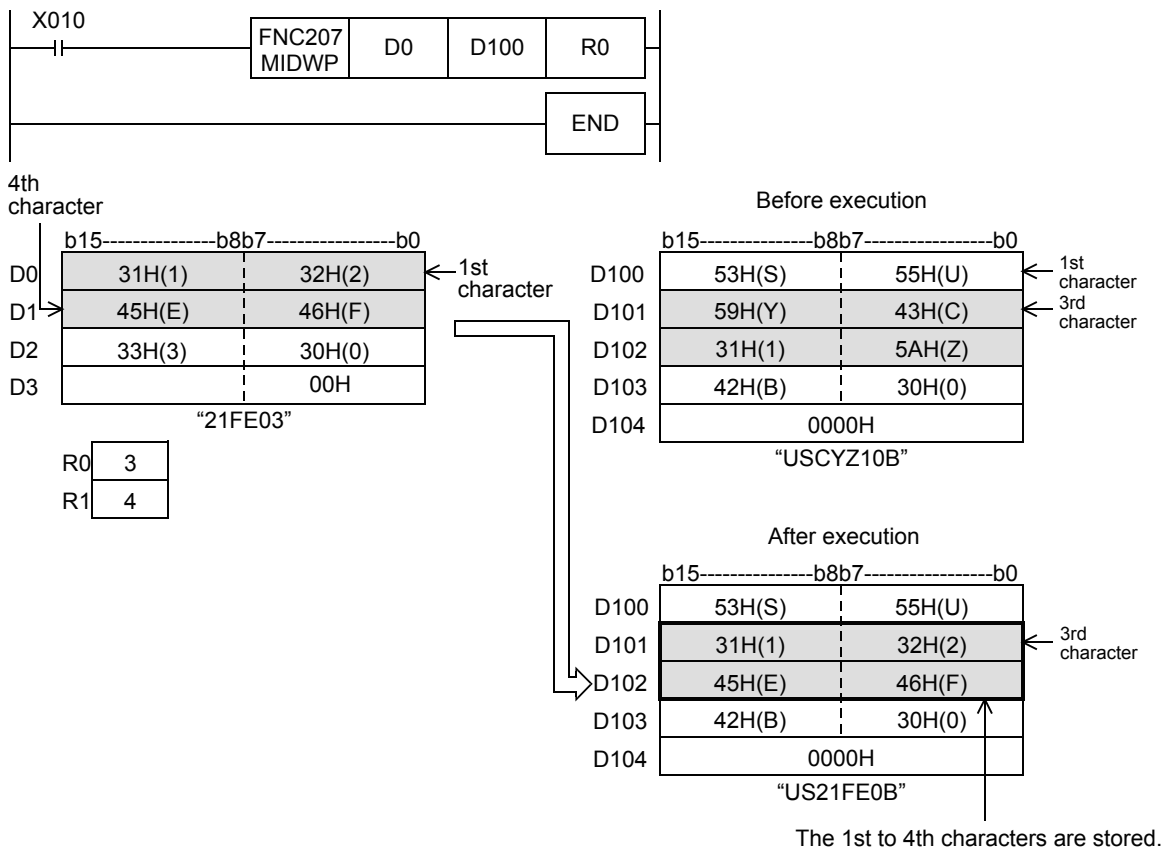 X010
FNC207 MIDWP D0 D100 R0
END
4th character
b15----------------b8b7------------------b0
D0 31H(1) 32H(2)
1st character
D1 45H(E) 46H(F)
D2 33H(3) 30H(0)
D3 00H
“21FE03”
R0 3
R1 4
Before execution
b15----------------b8b7------------------b0
D100 53H(S) 55H(U)
1st character
D101 59H(Y) 43H(C)
3rd character
D102 31H(1) 5AH(Z)
D103 42H(B) 30H(0)
D104 0000H
“USCYZ10B”
After execution
b15----------------b8b7------------------b0
D100 53H(S) 55H(U)
D101 31H(1) 32H(2)
3rd character
D102 45H(E) 46H(F)
D103 42H(B) 30H(0)
D104 0000H
“US21FE0B”
The 1st to 4th characters are stored.